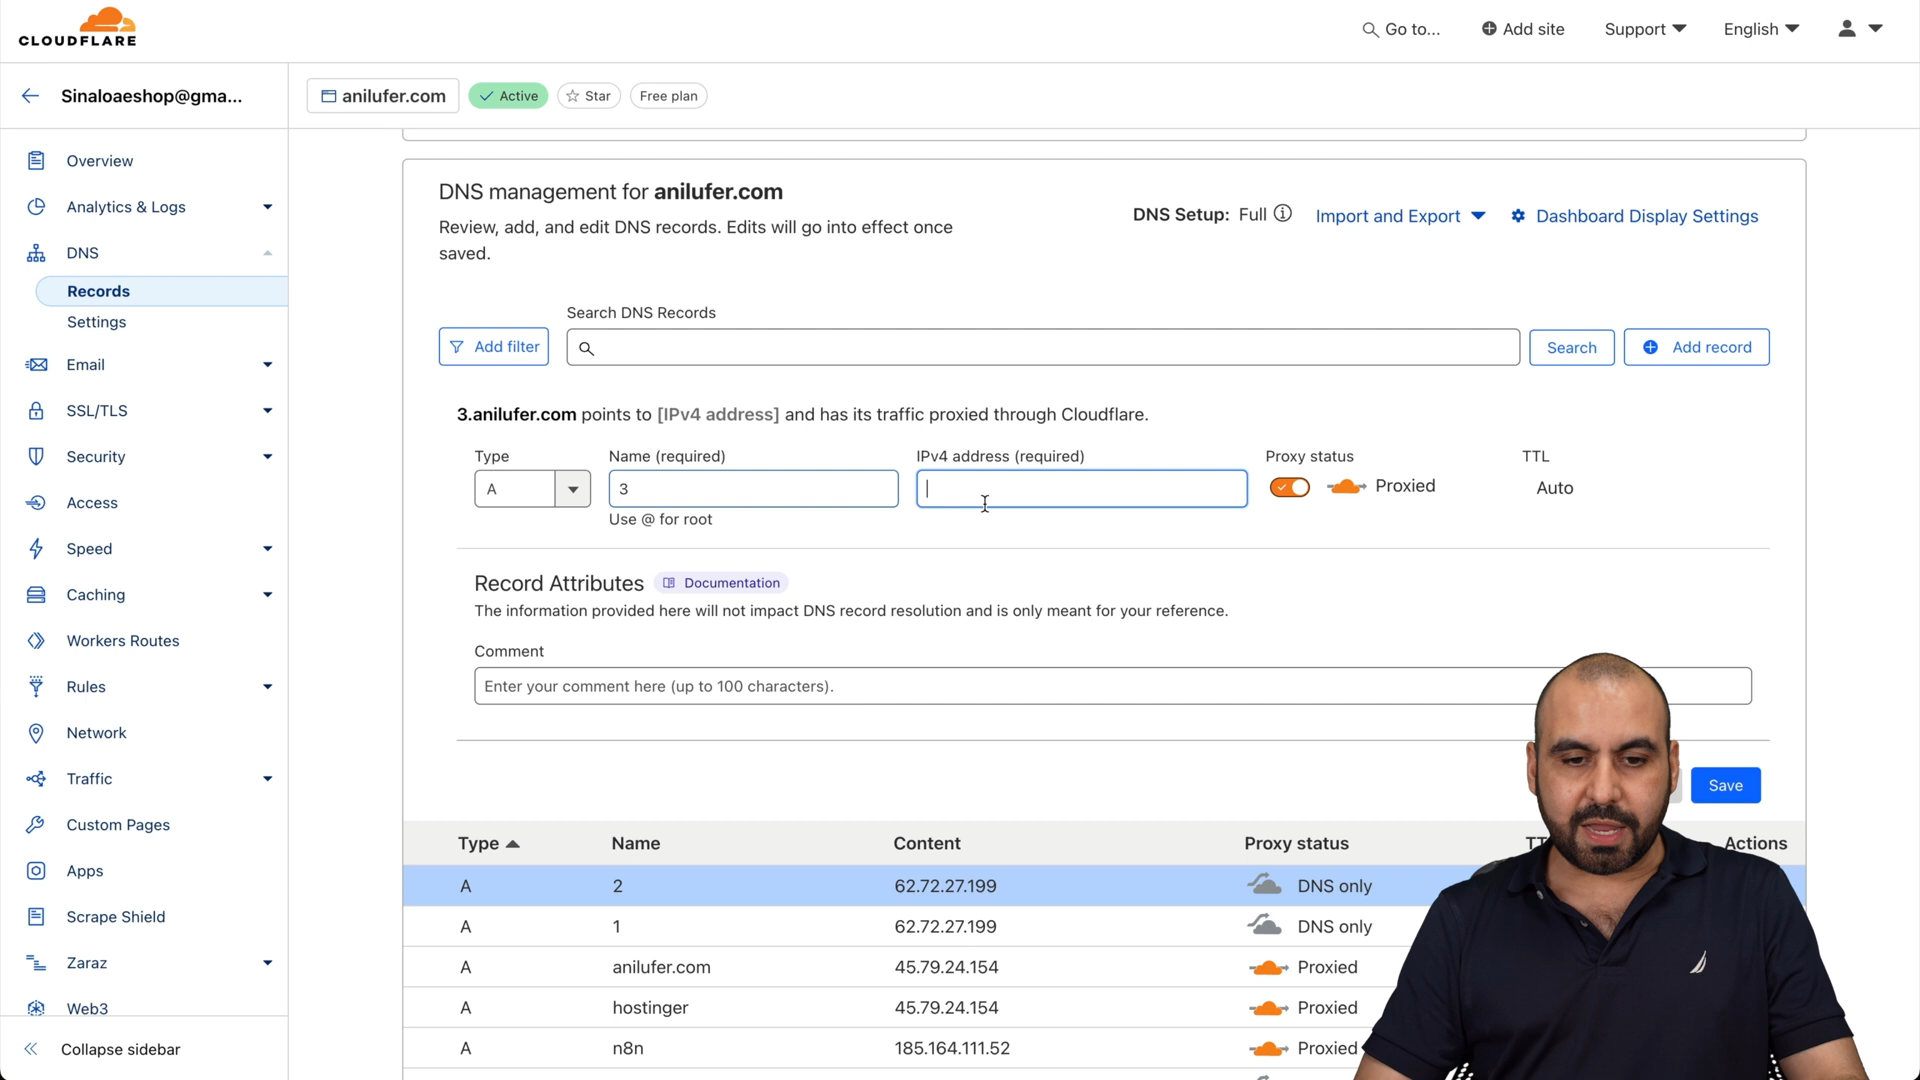 CLOUDFLARE
Go to...
Add site
Support
English
Sinaloaeshop@gma...
anilufer.com
Active
Star
Free plan
Overview
Analytics & Logs
DNS
Records
Settings
Email
SSL/TLS
Security
Access
Speed
Caching
Workers Routes
Rules
Network
Traffic
Custom Pages
Apps
Scrape Shield
Zaraz
Web3
Collapse sidebar
DNS management for anilufer.com
Review, add, and edit DNS records. Edits will go into effect once
saved.
DNS Setup: Full
Import and Export
Dashboard Display Settings
Search DNS Records
Add filter
Search
Add record
3.anilufer.com points to [IPv4 address] and has its traffic proxied through Cloudflare.
Type
Name (required)
IPv4 address (required)
Proxy status
TTL
A
3
Proxied
Auto
Use @ for root
Record Attributes
Documentation
The information provided here will not impact DNS record resolution and is only meant for your reference.
Comment
Enter your comment here (up to 100 characters).
Save
Type Name Content Proxy status Actions
A 2 62.72.27.199 DNS only
A 1 62.72.27.199 DNS only
A anilufer.com 45.79.24.154 Proxied
A hostinger 45.79.24.154 Proxied
A n8n 185.164.111.52 Proxied